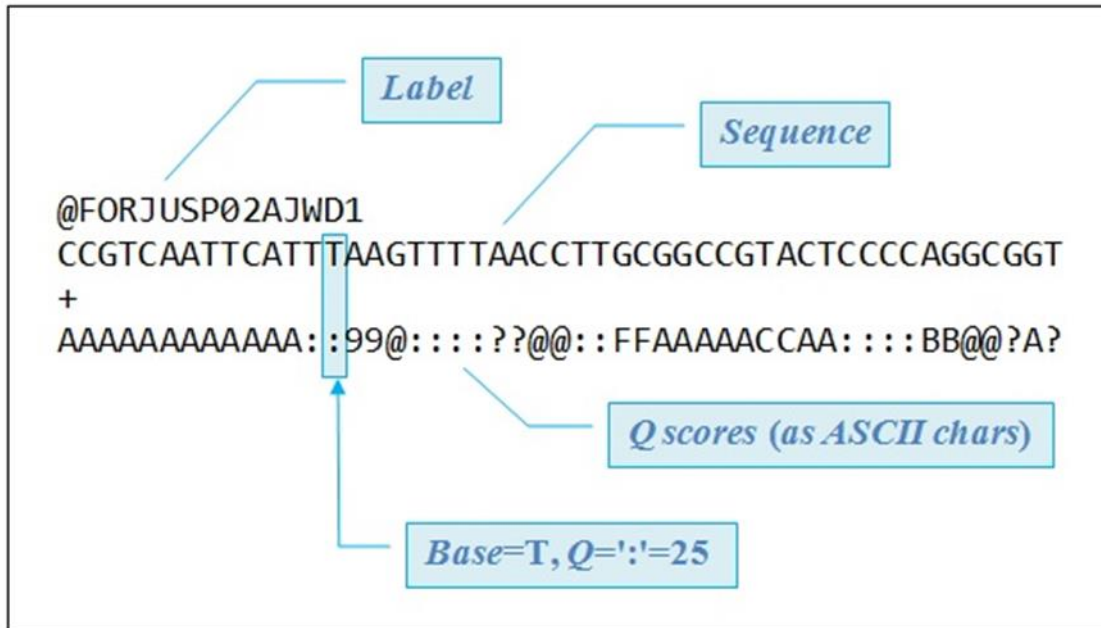 Label
Sequence
@FORJUSP02AJWD1
CCGTCAATTCATTTAAGTTTTAACCTTGCGGCCGTACTCCCCAGGCGGT
+
AAAAAAAAAAAA::99@::::??@@::FFAAAAACCAA::::BB@@?A?
Q scores (as ASCII chars)
Base=T, Q=':'=25